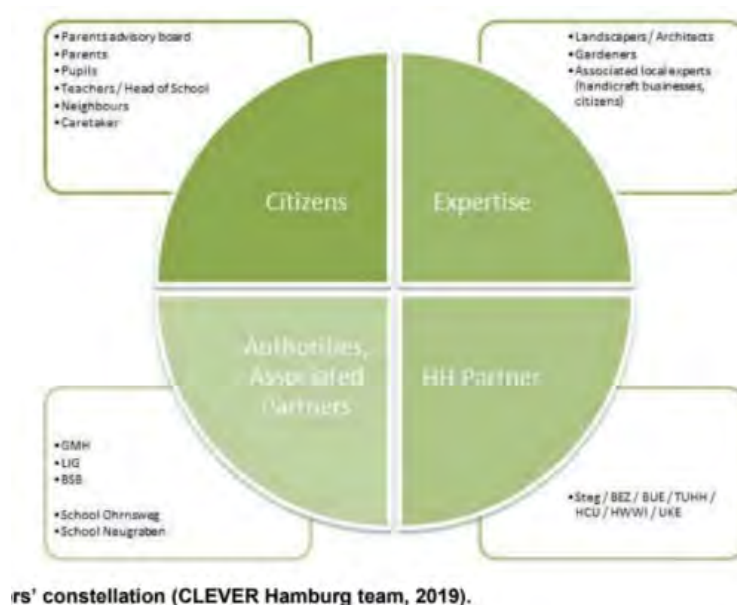 • Parents advisory board
• Parents
• Pupils
• Teachers / Head of School
• Neighbours
• Caretaker
• Landscapers / Architects
• Gardeners
• Associated local experts
(handicraft businesses,
citizens)
Citizens
Expertise
Authorities,
Associated
Partners
HH Partner
• GMH
• LIG
• BSB
• School Ohrnsweg
• School Neugraben
• Steg / BEZ / BUE / TUHH /
HCU / HWWI / UKE
rs’ constellation (CLEVER Hamburg team, 2019).